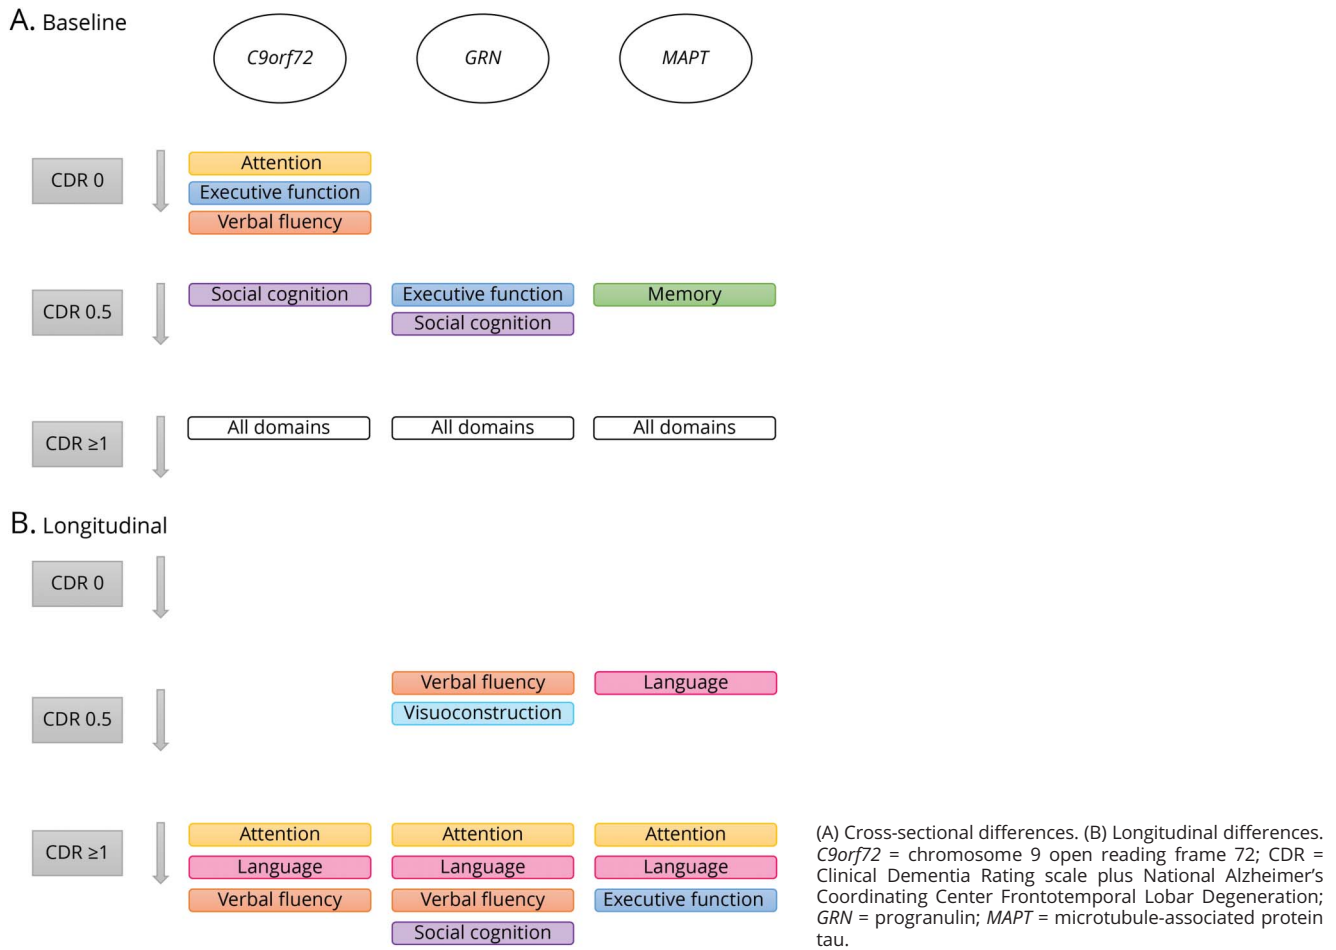 A. Baseline
C9orf72 GRN MAPT
CDR 0
Attention
Executive function
Verbal fluency
CDR 0.5
Social cognition Executive function Memory
Social cognition
CDR ≥1
All domains All domains All domains
B. Longitudinal
CDR 0
CDR 0.5
Verbal fluency Language
Visuoconstruction
CDR ≥1
Attention Attention Attention
Language Language Language
Verbal fluency Verbal fluency Executive function
Social cognition
(A) Cross-sectional differences. (B) Longitudinal differences.
C9orf72 = chromosome 9 open reading frame 72; CDR =
Clinical Dementia Rating scale plus National Alzheimer’s
Coordinating Center Frontotemporal Lobar Degeneration;
GRN = progranulin; MAPT = microtubule-associated protein
tau.